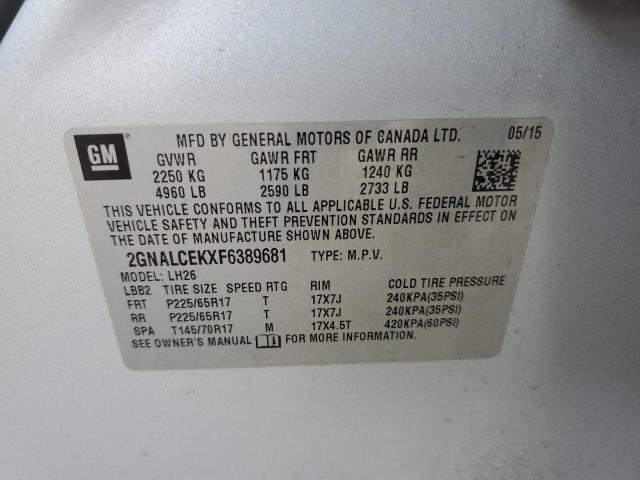 GM
MFD BY GENERAL MOTORS OF CANADA LTD. 05/15
GVWR GAWR FRT GAWR RR
2250 KG 1175 KG 1240 KG
4960 LB 2590 LB 2733 LB
THIS VEHICLE CONFORMS TO ALL APPLICABLE U.S. FEDERAL MOTOR
VEHICLE SAFETY AND THEFT PREVENTION STANDARDS IN EFFECT ON
THE DATE OF MANUFACTURE SHOWN ABOVE.
2GNALCEKXF6389681 TYPE: M.P.V.
MODEL: LH26
LBB2 TIRE SIZE SPEED RTG RIM COLD TIRE PRESSURE
FRT P225/65R17 T 17X7J 240KPA(35PSI)
RR P225/65R17 T 17X7J 240KPA(35PSI)
SPA T145/70R17 M 17X4.5T 420KPA(60PSI)
SEE OWNER'S MANUAL FOR MORE INFORMATION.